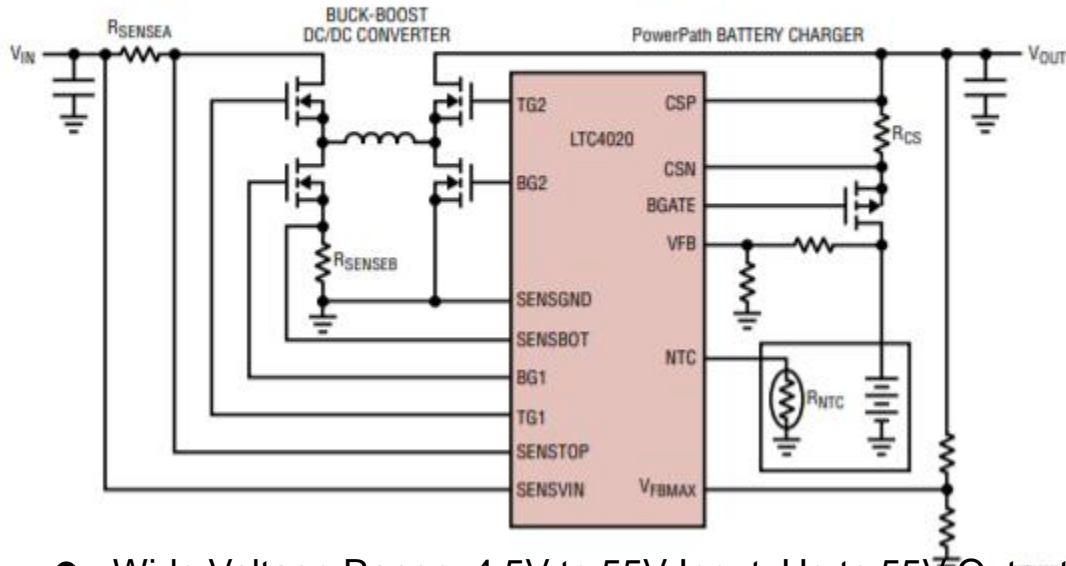 BUCK-BOOST
DC/DC CONVERTER
PowerPath BATTERY CHARGER
RSENSEA
VIN
VOUT
TG2
CSP
LTC4020
RCS
CSN
BG2
BGATE
VFB
RSENSEB
SENSGND
SENSBOT
NTC
BG1
RNTC
TG1
SENSTOP
SENSVIN
VFBMAX
• Wide Voltage Range: 4.5V to 55V Input, Up to 55V Output